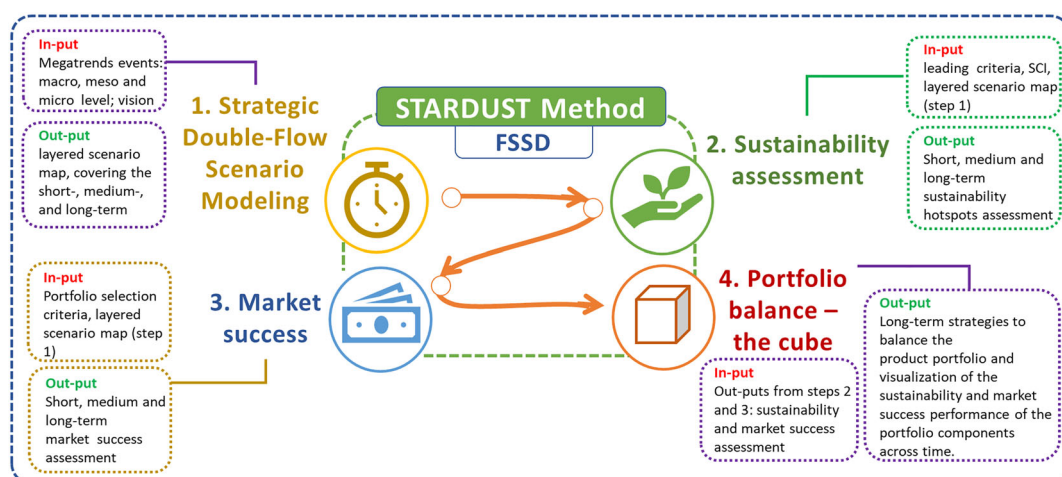 STARDUST Method
FSSD
In-put
Megatrends events:
macro, meso and
micro level; vision
Out-put
layered scenario
map, covering the
short-, medium-,
and long-term
1. Strategic
Double-Flow
Scenario
Modeling
2. Sustainability
assessment
In-put
leading criteria, SCI,
layered scenario map
(step 1)
Out-put
Short, medium and
long-term
sustainability
hotspots assessment
In-put
Portfolio selection
criteria, layered
scenario map (step
1)
Out-put
Short, medium and
long-term
market success
assessment
3. Market
success
4. Portfolio
balance –
the cube
In-put
Out-puts from steps 2
and 3: sustainability
and market success
assessment
Out-put
Long-term strategies to
balance the
product portfolio and
visualization of the
sustainability and market
success performance of the
portfolio components
across time.